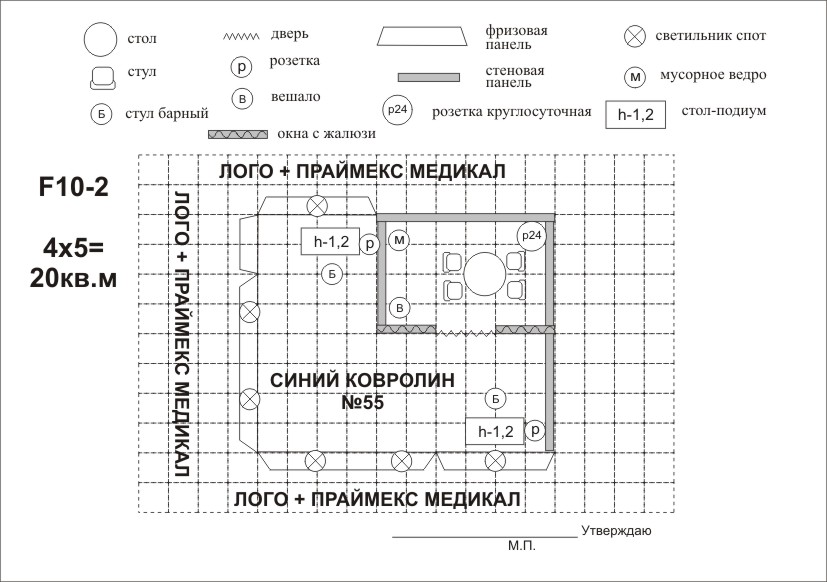 стол
дверь
фризовая
панель
светильник спот
стул
р
розетка
стеновая
панель
м
мусорное ведро
Б
стул барный
В
вешало
р24
розетка круглосуточная
h-1,2
стол-подиум
окна с жалюзи
F10-2
4x5=
20кв.м
ЛОГО + ПРАЙМЕКС МЕДИКАЛ
ЛОГО + ПРАЙМЕКС МЕДИКАЛ
h-1,2
р
м
р24
Б
В
СИНИЙ КОВРОЛИН
№55
Б
h-1,2
р
ЛОГО + ПРАЙМЕКС МЕДИКАЛ
Утверждаю
М.П.